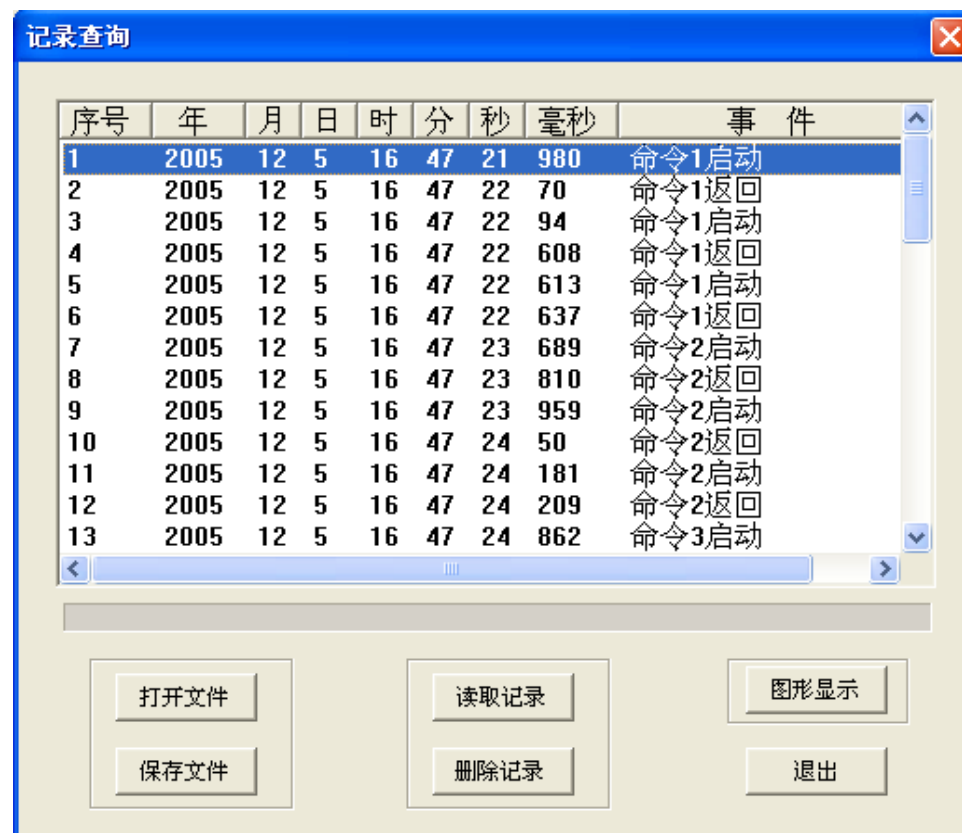 记录查询
序号 年 月 日 时 分 秒 毫秒 事 件
1 2005 12 5 16 47 21 980 命令1启动
2 2005 12 5 16 47 22 70 命令1返回
3 2005 12 5 16 47 22 94 命令1启动
4 2005 12 5 16 47 22 608 命令1返回
5 2005 12 5 16 47 22 613 命令1启动
6 2005 12 5 16 47 22 637 命令1返回
7 2005 12 5 16 47 23 689 命令2启动
8 2005 12 5 16 47 23 810 命令2返回
9 2005 12 5 16 47 23 959 命令2启动
10 2005 12 5 16 47 24 50 命令2返回
11 2005 12 5 16 47 24 181 命令2启动
12 2005 12 5 16 47 24 209 命令2返回
13 2005 12 5 16 47 24 862 命令3启动
打开文件 读取记录 图形显示
保存文件 删除记录 退出